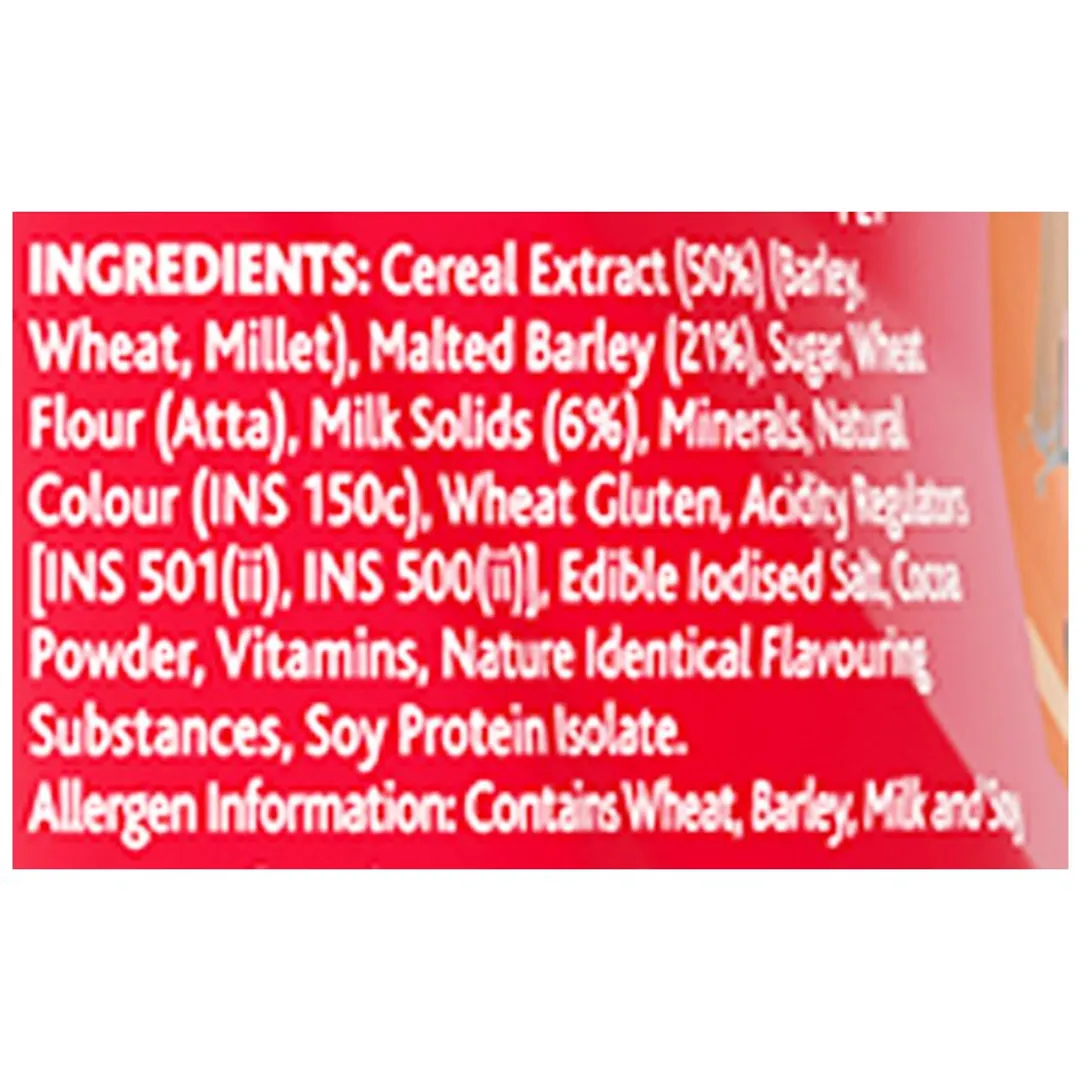 INGREDIENTS: Cereal Extract (50%) (Barley,
Wheat, Millet), Malted Barley (21%), Sugar, Wheat
Flour (Atta), Milk Solids (6%), Minerals, Natural
Colour (INS 150c), Wheat Gluten, Acidity Regulators
[INS 501(ii), INS 500(ii)], Edible Iodised Salt, Cocoa
Powder, Vitamins, Nature Identical Flavouring
Substances, Soy Protein Isolate.
Allergen Information: Contains Wheat, Barley, Milk and Soy